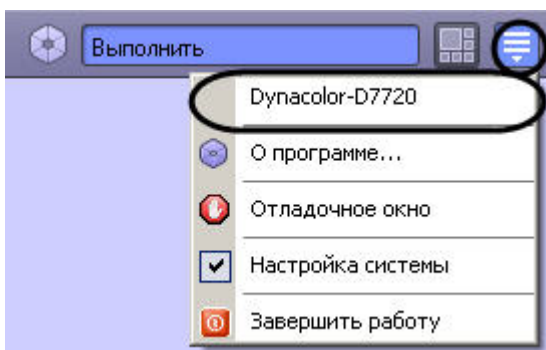 Выполнить
Dynacolor-D7720
О программе...
Отладочное окно
Настройка системы
Завершить работу